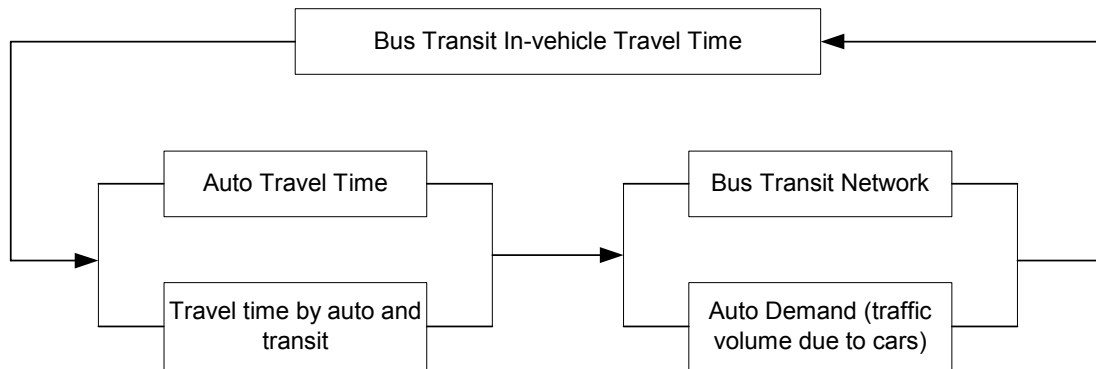 Bus Transit In-vehicle Travel Time
Auto Travel Time
Bus Transit Network
Travel time by auto and
transit
Auto Demand (traffic
volume due to cars)